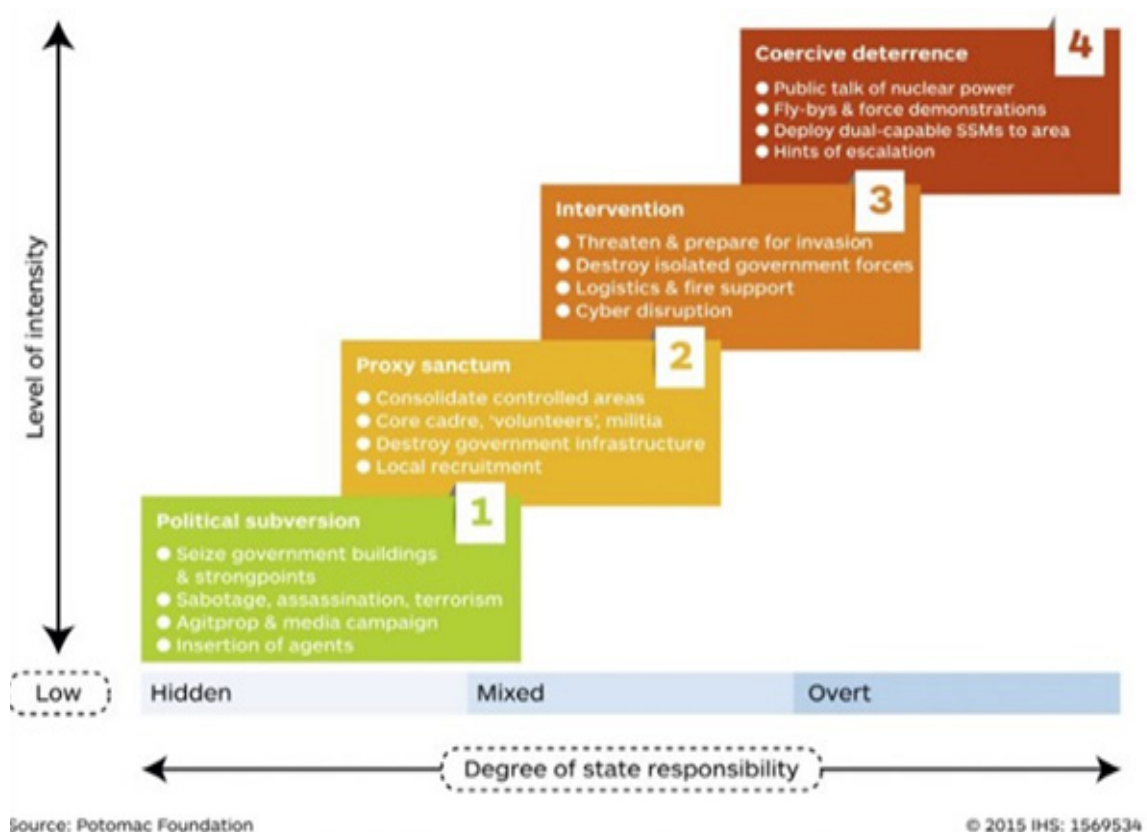 4
Coercive deterrence
● Public talk of nuclear power
● Fly-bys & force demonstrations
● Deploy dual-capable SSMs to area
● Hints of escalation
3
Intervention
● Threaten & prepare for invasion
● Destroy isolated government forces
● Logistics & fire support
● Cyber disruption
2
Proxy sanctum
● Consolidate controlled areas
● Core cadre, ‘volunteers’, militia
● Destroy government infrastructure
● Local recruitment
1
Political subversion
● Seize government buildings
& strongpoints
● Sabotage, assassination, terrorism
● Agitprop & media campaign
● Insertion of agents
Level of intensity
Low
Hidden
Mixed
Overt
Degree of state responsibility
Source: Potomac Foundation
© 2015 IHS: 1569534